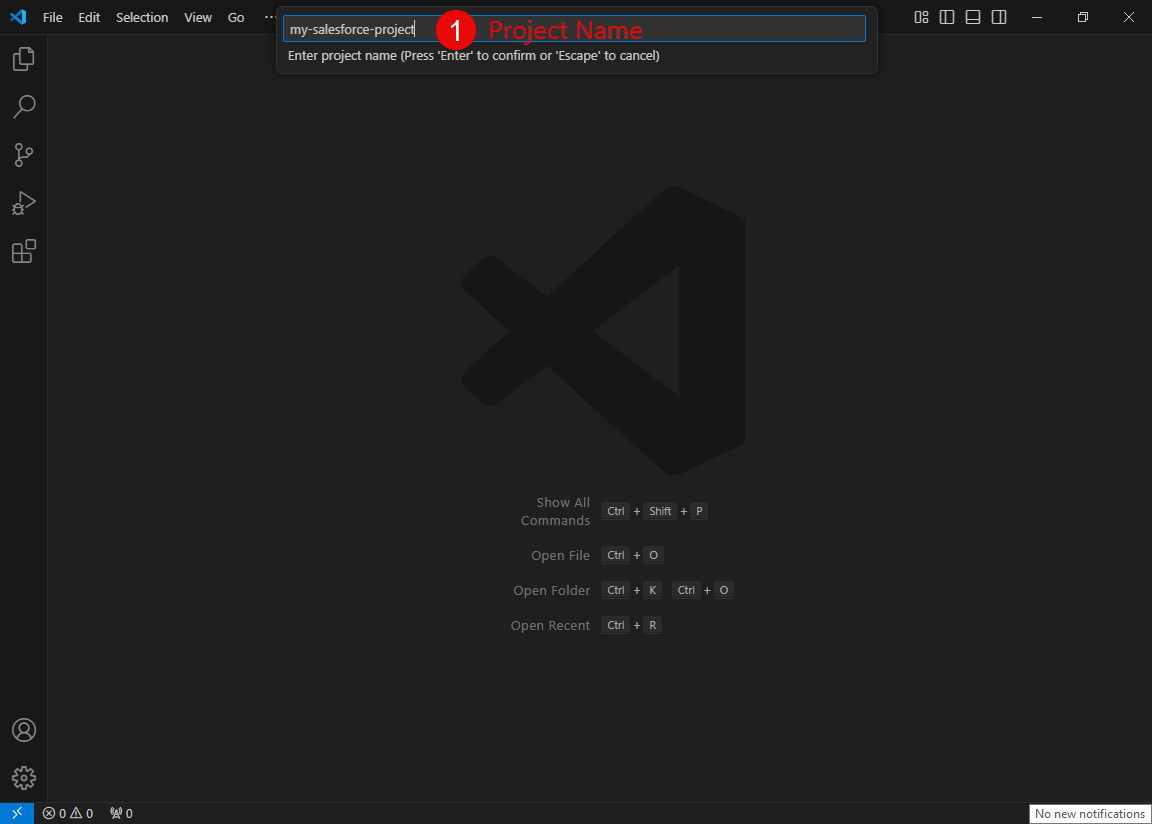 File Edit Selection View Go ···
my-salesforce-project
1 Project Name
Enter project name (Press 'Enter' to confirm or 'Escape' to cancel)
Show All
Commands
Ctrl + Shift + P
Open File Ctrl + O
Open Folder Ctrl + K Ctrl + O
Open Recent Ctrl + R
0 0 0
No new notifications